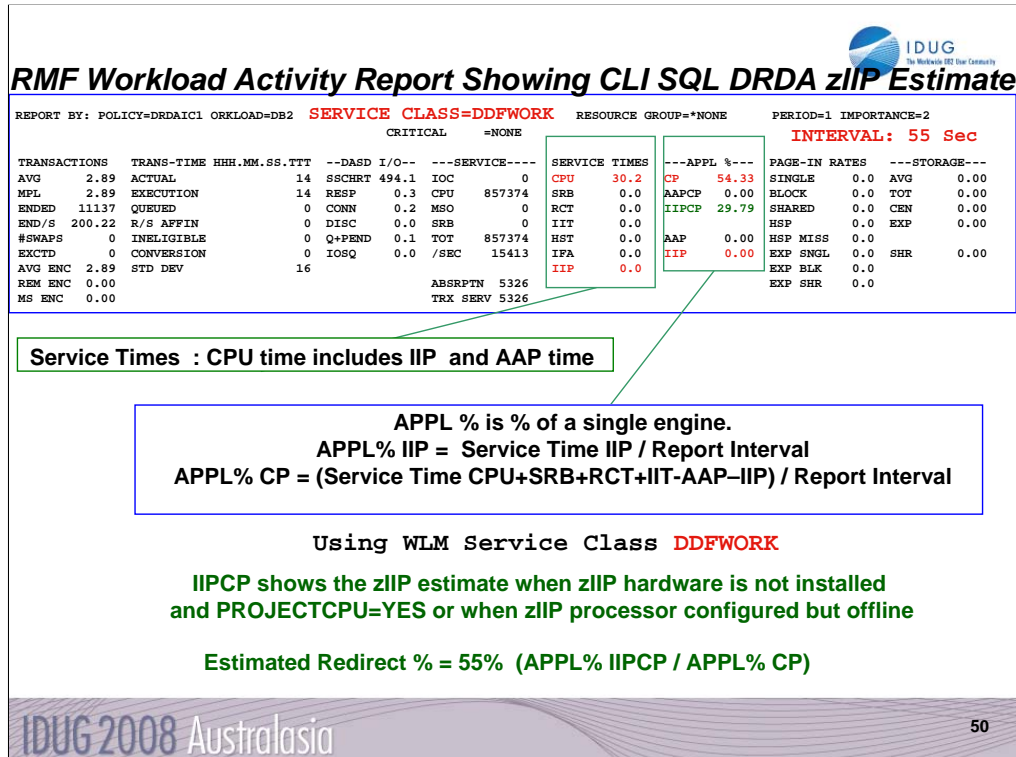 IDUG
The Worldwide DB2 User Community
RMF Workload Activity Report Showing CLI SQL DRDA zIIP Estimate
REPORT BY: POLICY=DRDAIC1 ORKLOAD=DB2 SERVICE CLASS=DDFWORK RESOURCE GROUP=*NONE PERIOD=1 IMPORTANCE=2
CRITICAL =NONE INTERVAL: 55 Sec
TRANSACTIONS TRANS-TIME HHH.MM.SS.TTT --DASD I/O-- ---SERVICE---- SERVICE TIMES ---APPL %--- PAGE-IN RATES ---STORAGE---
AVG 2.89 ACTUAL 14 SSCHRT 494.1 IOC 0 CPU 30.2 CP 54.33 SINGLE 0.0 AVG 0.00
MPL 2.89 EXECUTION 14 RESP 0.3 CPU 857374 SRB 0.0 AAPCP 0.00 BLOCK 0.0 TOT 0.00
ENDED 11137 QUEUED 0 CONN 0.2 MSO 0 RCT 0.0 IIPCP 29.79 SHARED 0.0 CEN 0.00
END/S 200.22 R/S AFFIN 0 DISC 0.0 SRB 0 IIT 0.0 HSP 0.0 EXP 0.00
#SWAPS 0 INELIGIBLE 0 Q+PEND 0.1 TOT 857374 HST 0.0 AAP 0.00 HSP MISS 0.0
EXCTD 0 CONVERSION 0 IOSQ 0.0 /SEC 15413 IFA 0.0 IIP 0.00 EXP SNGL 0.0 SHR 0.00
AVG ENC 2.89 STD DEV 16 IIP 0.0 EXP BLK 0.0
REM ENC 0.00 ABSRPTN 5326 EXP SHR 0.0
MS ENC 0.00 TRX SERV 5326
Service Times : CPU time includes IIP and AAP time
APPL % is % of a single engine.
APPL% IIP = Service Time IIP / Report Interval
APPL% CP = (Service Time CPU+SRB+RCT+IIT-AAP–IIP) / Report Interval
Using WLM Service Class DDFWORK
IIPCP shows the zIIP estimate when zIIP hardware is not installed
and PROJECTCPU=YES or when zIIP processor configured but offline
Estimated Redirect % = 55% (APPL% IIPCP / APPL% CP)
IDUG 2008 Australasia
50